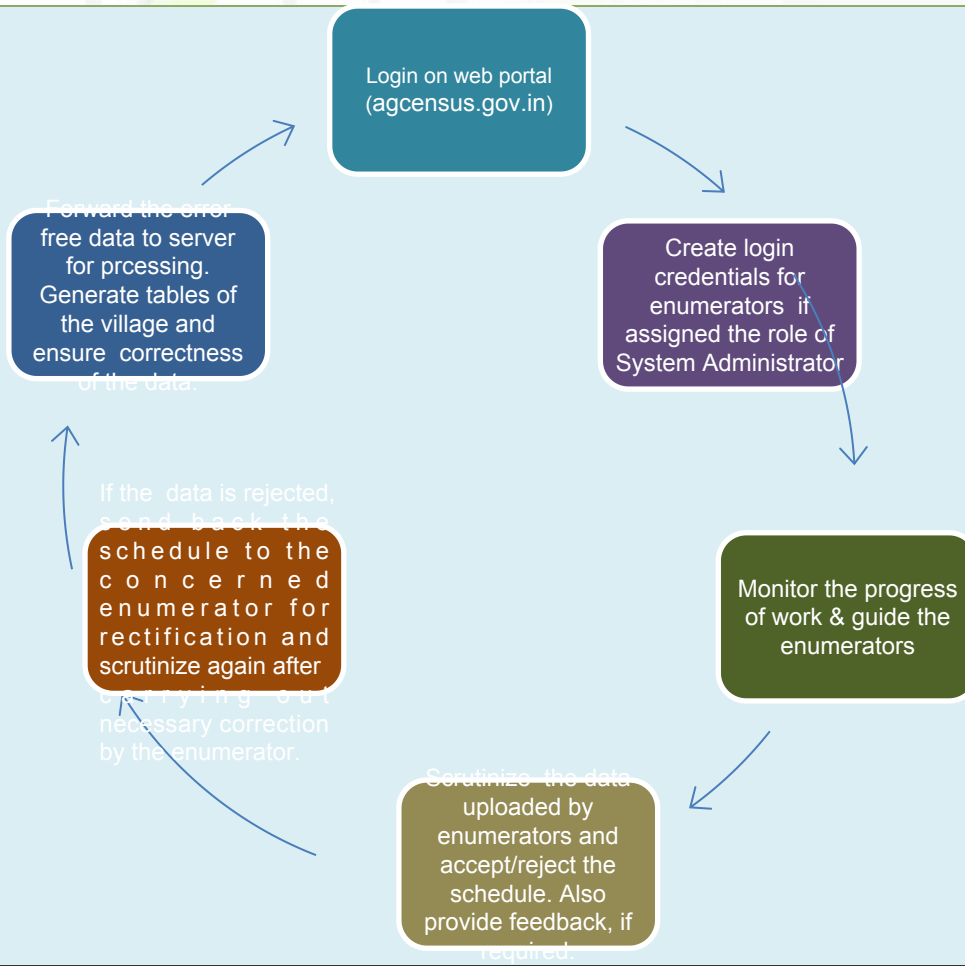 Login on web portal
(agcensus.gov.in)
Create login
credentials for
enumerators if
assigned the role of
System Administrator
Monitor the progress
of work & guide the
enumerators
Scrutinize the data
uploaded by
enumerators and
accept/reject the
schedule. Also
provide feedback, if
required.
If the data is rejected,
send back the
schedule to the
concerned
enumerator for
rectification and
scrutinize again after
carrying out
necessary correction
by the enumerator.
Forward the error
free data to server
for prcessing.
Generate tables of
the village and
ensure correctness
of the data.